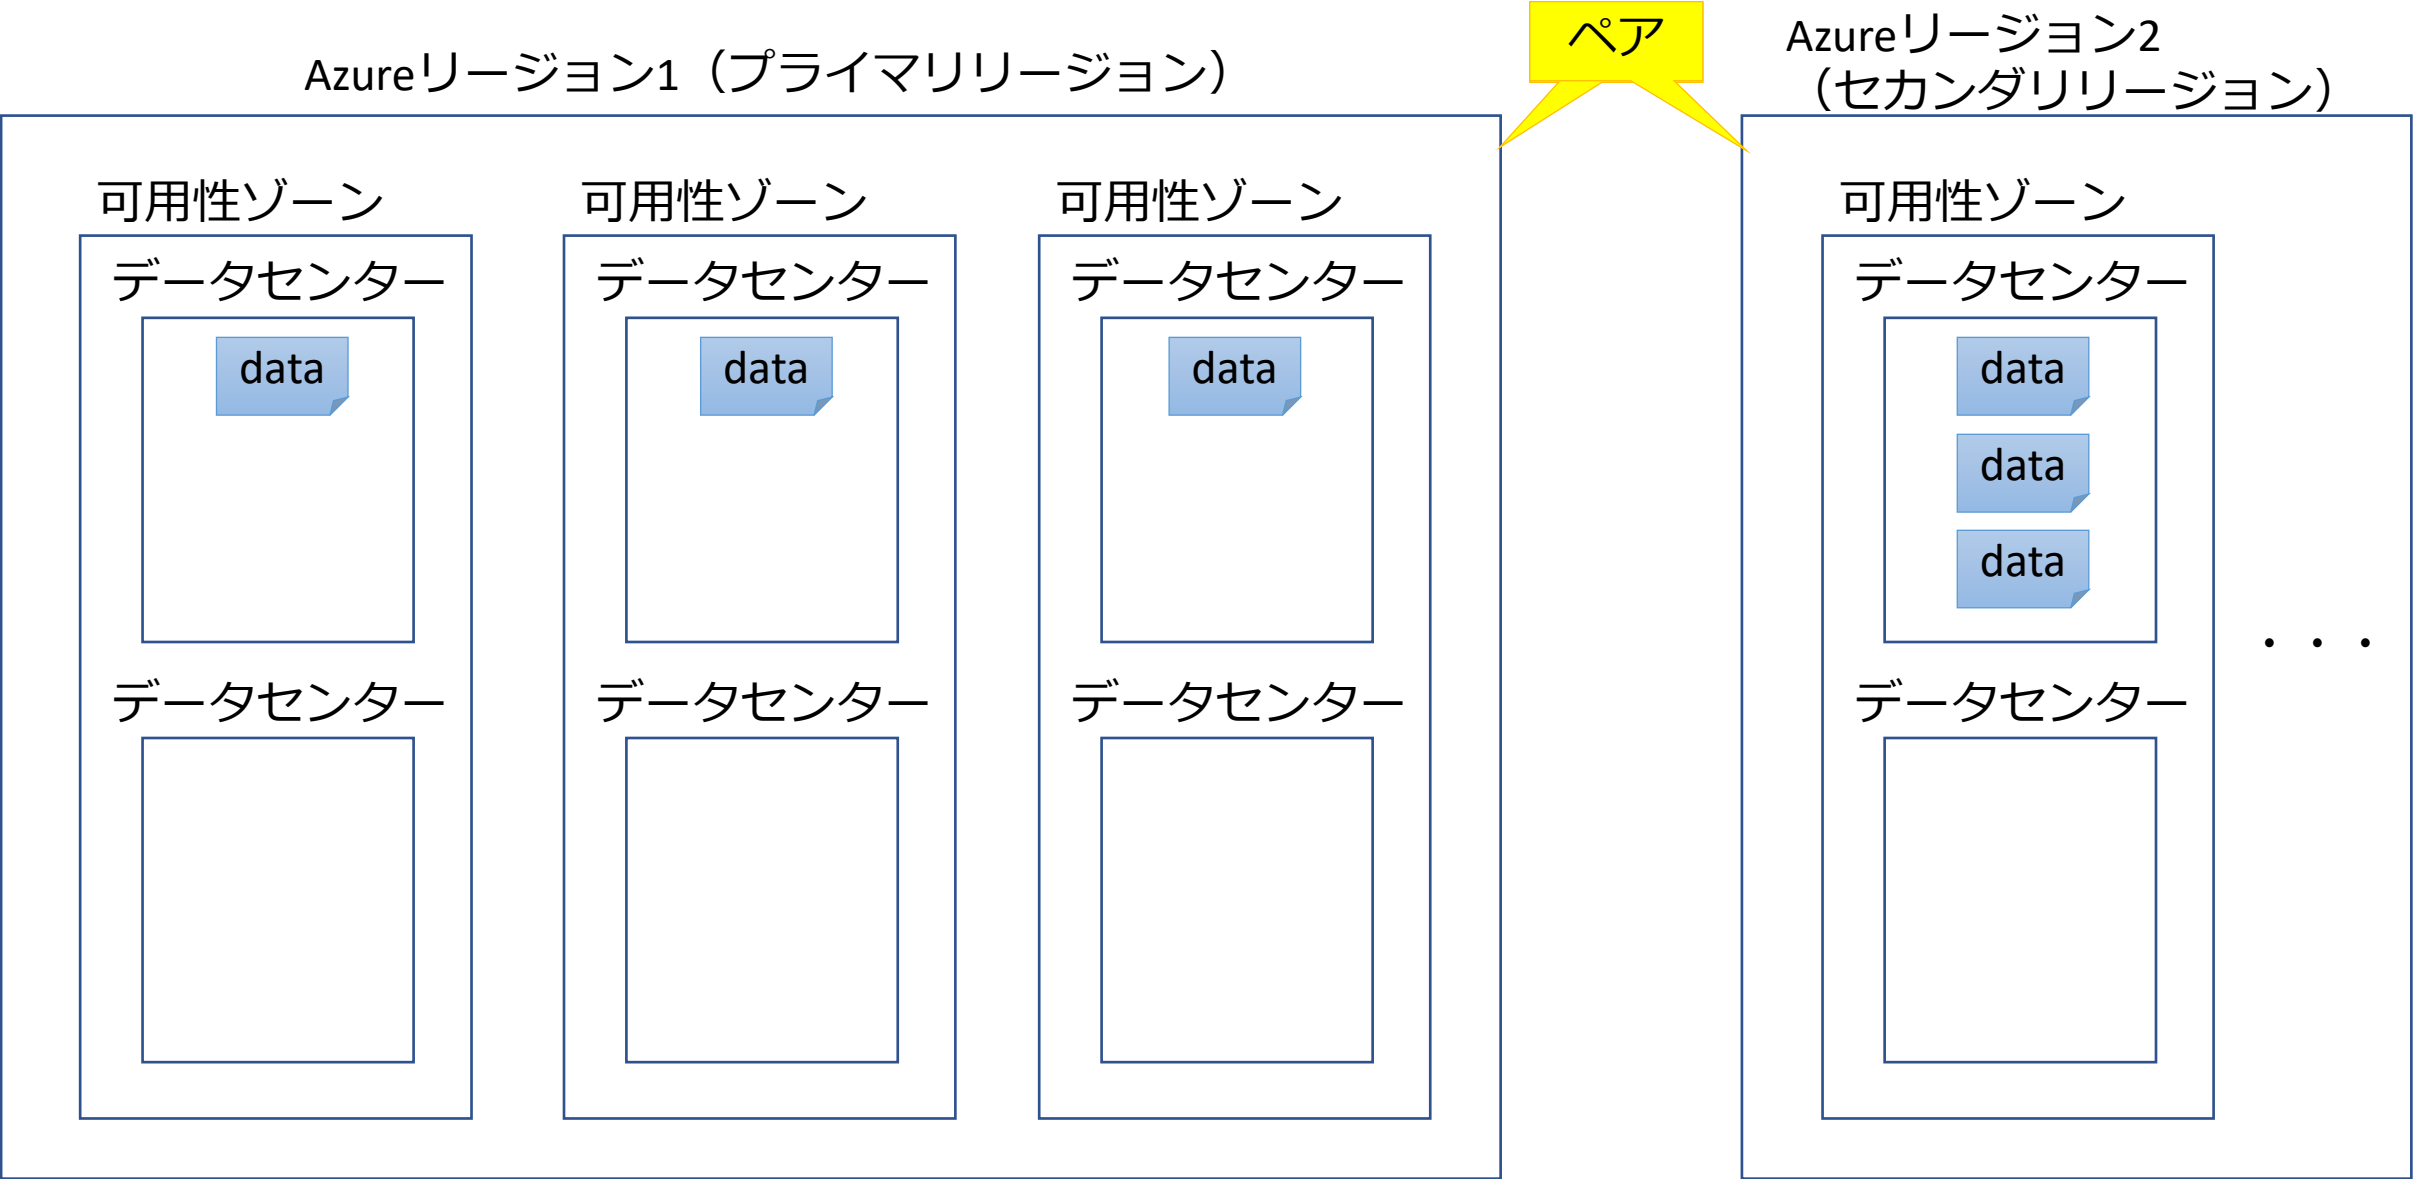 ペア
Azureリージョン1（プライマリリージョン）
Azureリージョン2
（セカンダリリージョン）
可用性ゾーン
データセンター
data
データセンター
可用性ゾーン
データセンター
data
データセンター
可用性ゾーン
データセンター
data
データセンター
可用性ゾーン
データセンター
data
data
data
データセンター
・・・